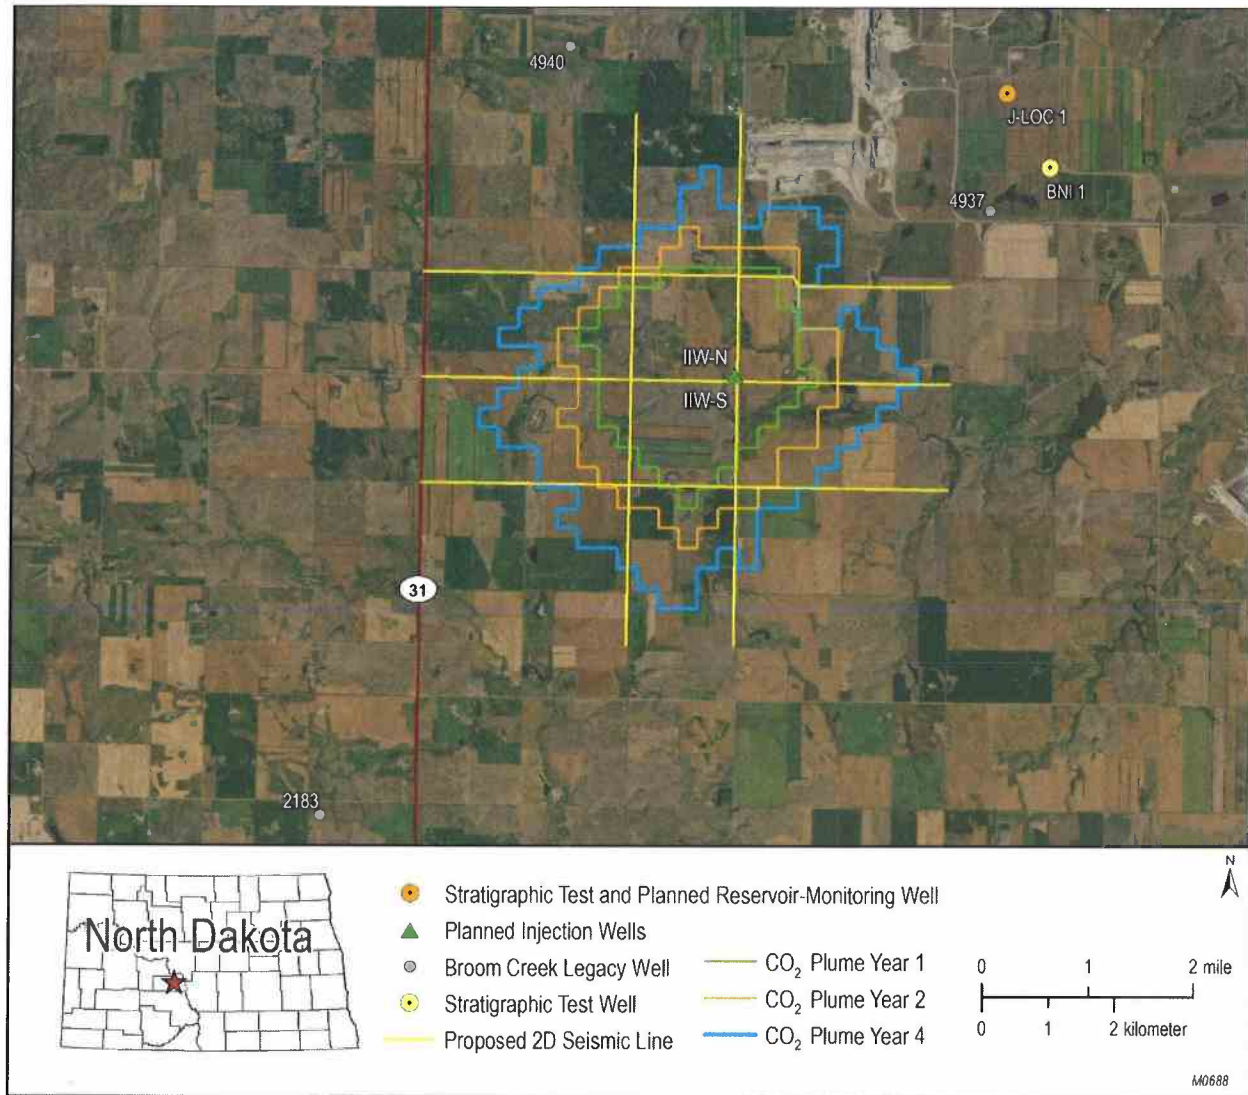 4940
J-LOC 1
BNI 1
4937
IIW-N
IIW-S
31
2183
North Dakota
Stratigraphic Test and Planned Reservoir-Monitoring Well
Planned Injection Wells
Broom Creek Legacy Well
Stratigraphic Test Well
Proposed 2D Seismic Line
CO₂ Plume Year 1
CO₂ Plume Year 2
CO₂ Plume Year 4
N
0 1 2 mile
0 1 2 kilometer
M0688